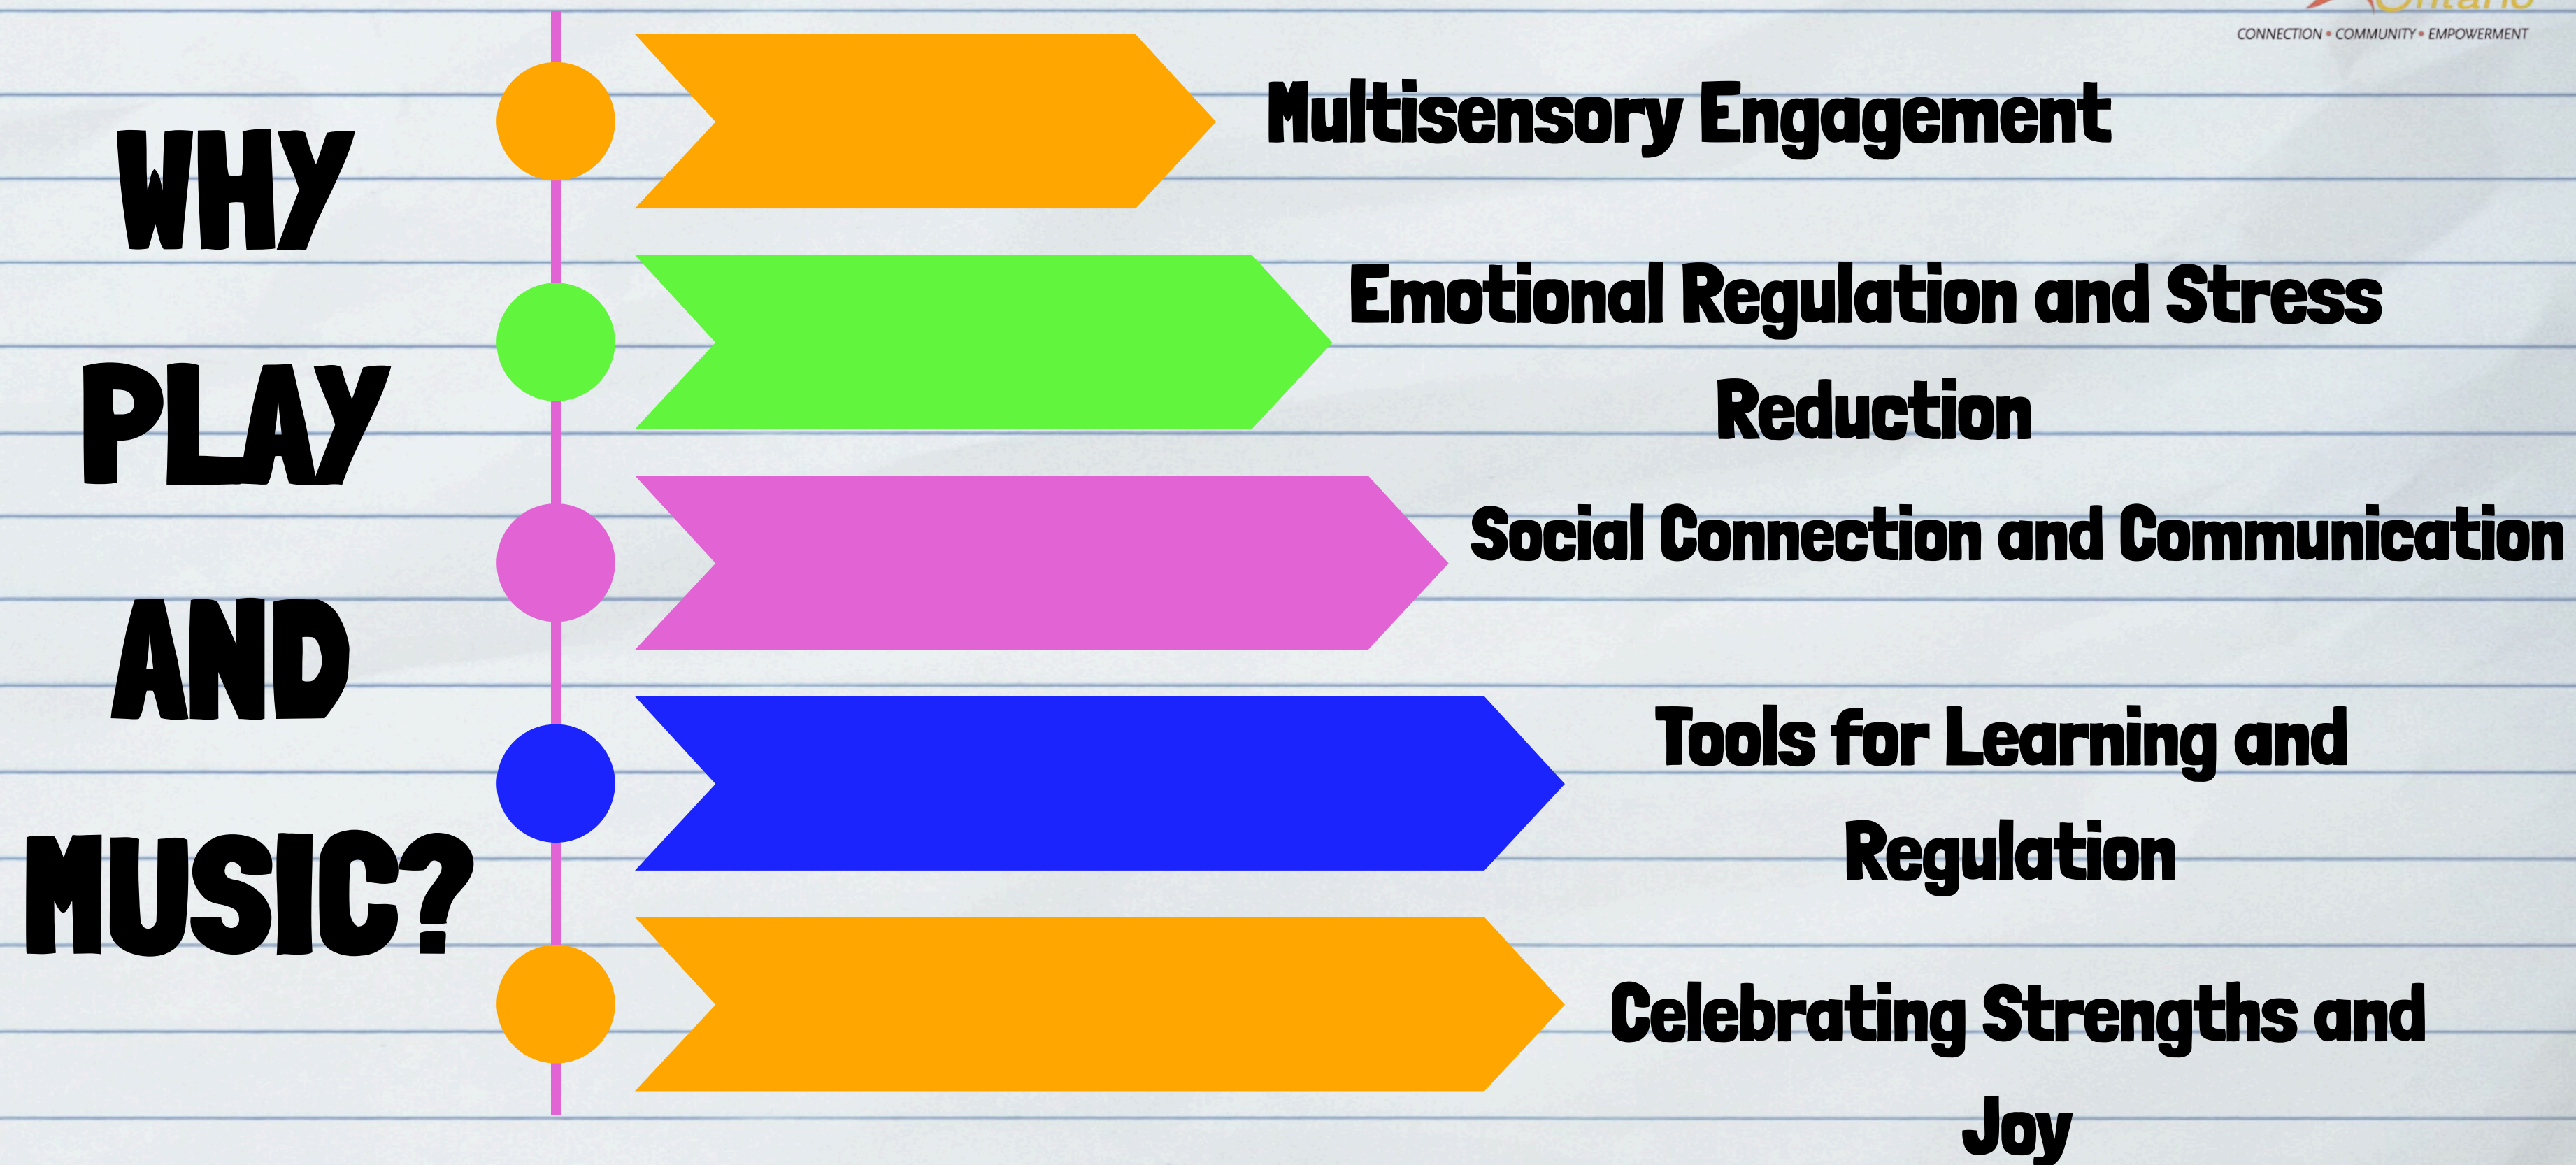 Ontario
CONNECTION • COMMUNITY • EMPOWERMENT
WHY
PLAY
AND
MUSIC?
Multisensory Engagement
Emotional Regulation and Stress
Reduction
Social Connection and Communication
Tools for Learning and
Regulation
Celebrating Strengths and
Joy